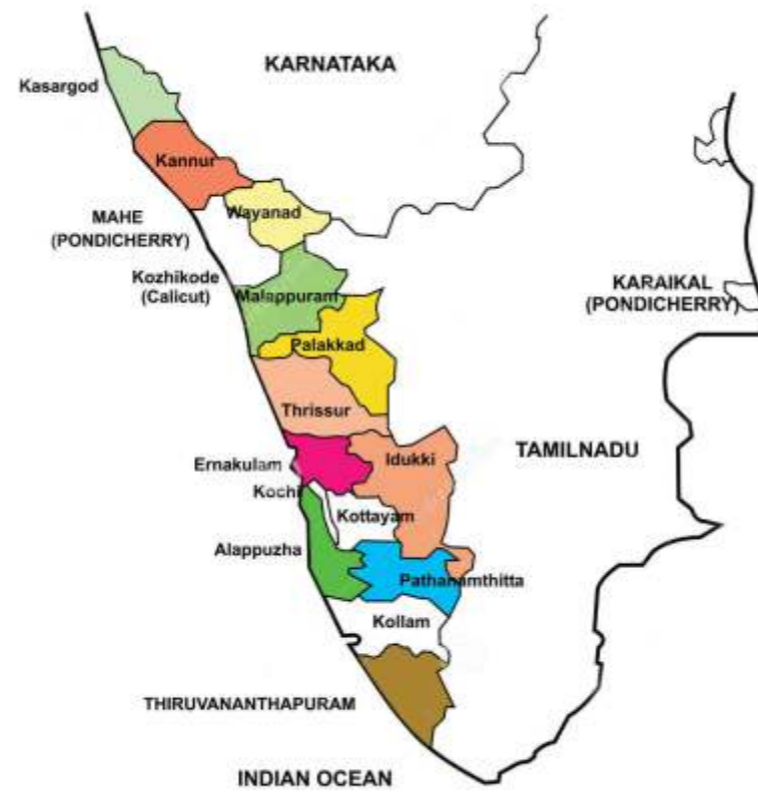 KARNATAKA
Kasargod
Kannur
Wayanad
MAHE
(PONDICHERRY)
Kozhikode
(Calicut)
Malappuram
KARAIKAL
(PONDICHERRY)
Palakkad
Thrissur
TAMILNADU
Ernakulam
Idukki
Kochi
Kottayam
Alappuzha
Pathanamthitta
Kollam
THIRUVANANTHAPURAM
INDIAN OCEAN